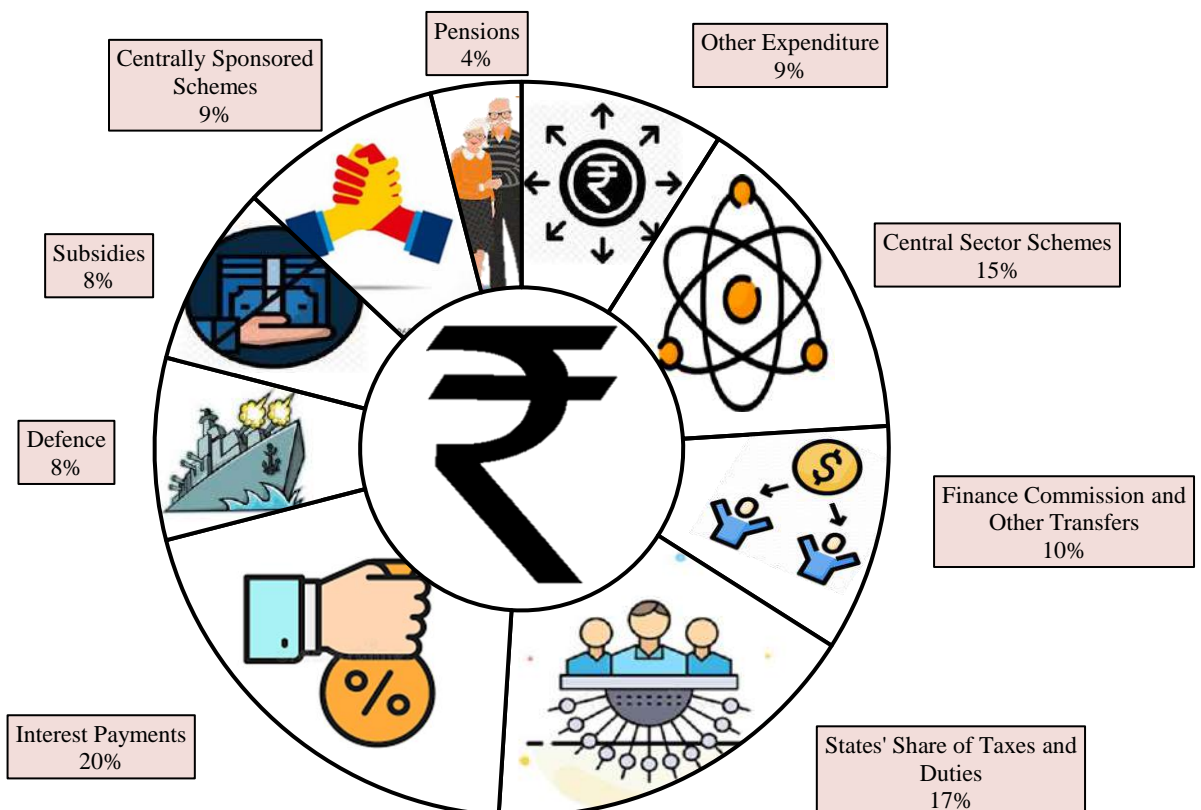 Pensions
4%
Other Expenditure
9%
Centrally Sponsored
Schemes
9%
Central Sector Schemes
15%
Subsidies
8%
Defence
8%
Finance Commission and
Other Transfers
10%
Interest Payments
20%
States' Share of Taxes and
Duties
17%
₹
₹
$
%